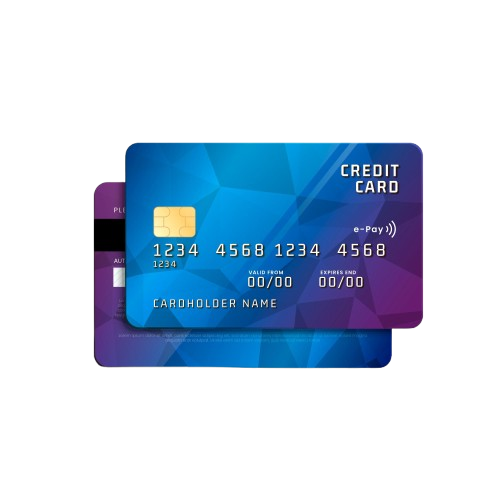 CREDIT
CARD
e-Pay
1234 4568 1234 4568
1234
VALID FROM EXPIRES END
00/00 00/00
CARDHOLDER NAME